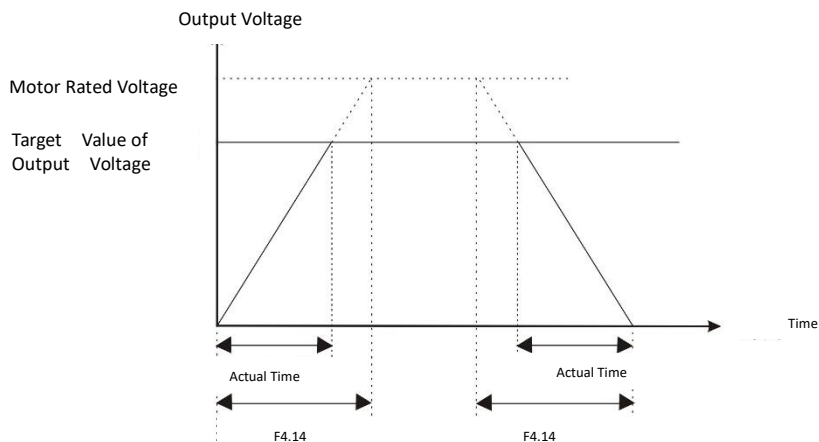 Output Voltage
Motor Rated Voltage
Target Value of
Output Voltage
Time
Actual Time
Actual Time
F4.14
F4.14